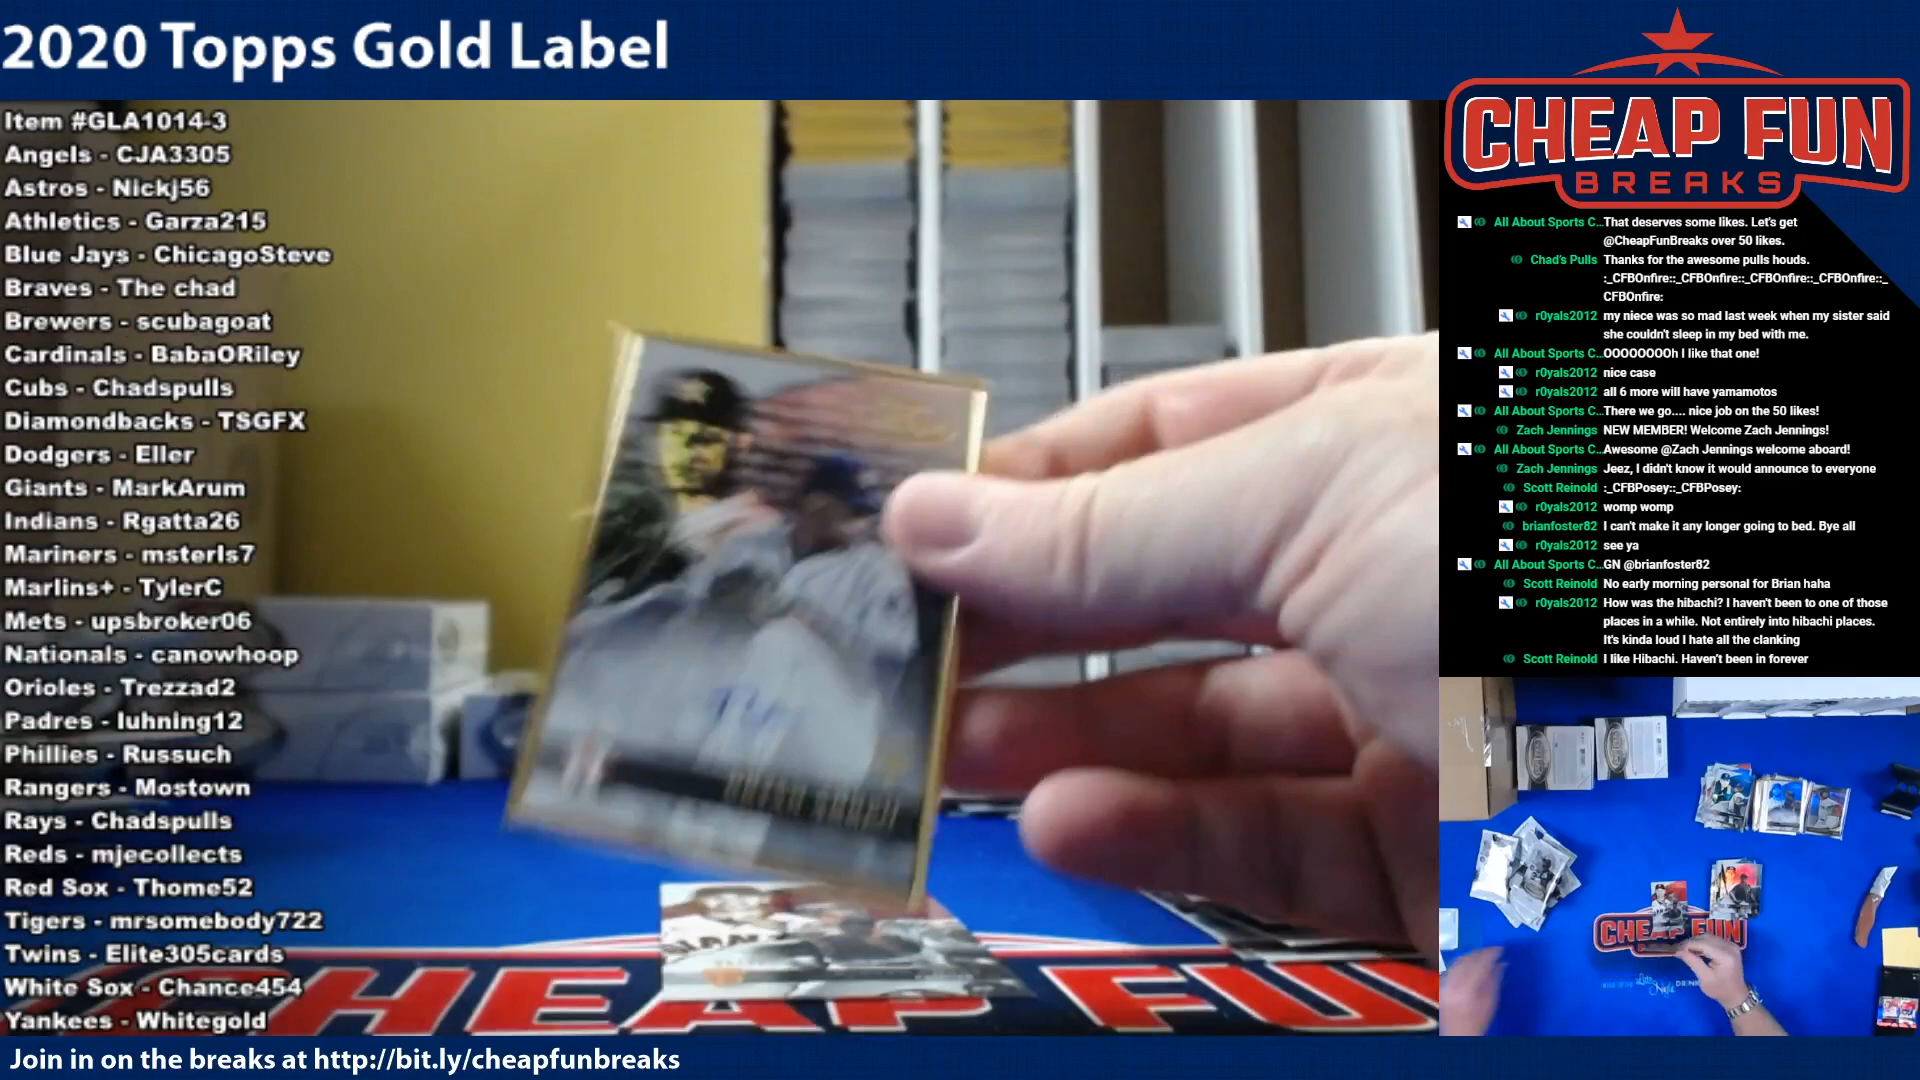 2020 Topps Gold Label
Item #GLA1014-3
Angels - CJA3305
Astros - Nickj56
Athletics - Garza215
Blue Jays - ChicagoSteve
Braves - The chad
Brewers - scubagoat
Cardinals - BabaORiley
Cubs - Chadspulls
Diamondbacks - TSGFX
Dodgers - Eller
Giants - MarkArum
Indians - Rgatta26
Mariners - msterls7
Marlins+ - TylerC
Mets - upsbroker06
Nationals - canowhoop
Orioles - Trezzad2
Padres - luhning12
Phillies - Russuch
Rangers - Mostown
Rays - Chadspulls
Reds - mjecollects
Red Sox - Thome52
Tigers - mrsomebody722
Twins - Elite305cards
White Sox - Chance454
Yankees - Whitegold
CHEAP FU
Join in on the breaks at http://bit.ly/cheapfunbreaks
CHEAP FUN
BREAKS
All About Sports C... That deserves some likes. Let's get
@CheapFunBreaks over 50 likes.
Chad's Pulls Thanks for the awesome pulls houds.
:_CFBOnfire::_CFBOnfire::_CFBOnfire::_CFBOnfire::_
CFBOnfire:
r0yals2012 my niece was so mad last week when my sister said
she couldn't sleep in my bed with me.
All About Sports C... OOOOOOOOh I like that one!
r0yals2012 nice case
r0yals2012 all 6 more will have yamamotos
All About Sports C... There we go.... nice job on the 50 likes!
Zach Jennings NEW MEMBER! Welcome Zach Jennings!
All About Sports C... Awesome @Zach Jennings welcome aboard!
Zach Jennings Jeez, I didn't know it would announce to everyone
Scott Reinold :_CFBPosey::_CFBPosey:
r0yals2012 womp womp
brianfoster82 I can't make it any longer going to bed. Bye all
r0yals2012 see ya
All About Sports C... GN @brianfoster82
Scott Reinold No early morning personal for Brian haha
r0yals2012 How was the hibachi? I haven't been to one of those
places in a while. Not entirely into hibachi places.
It's kinda loud I hate all the clanking
Scott Reinold I like Hibachi. Haven't been in forever
CHEAP FUN